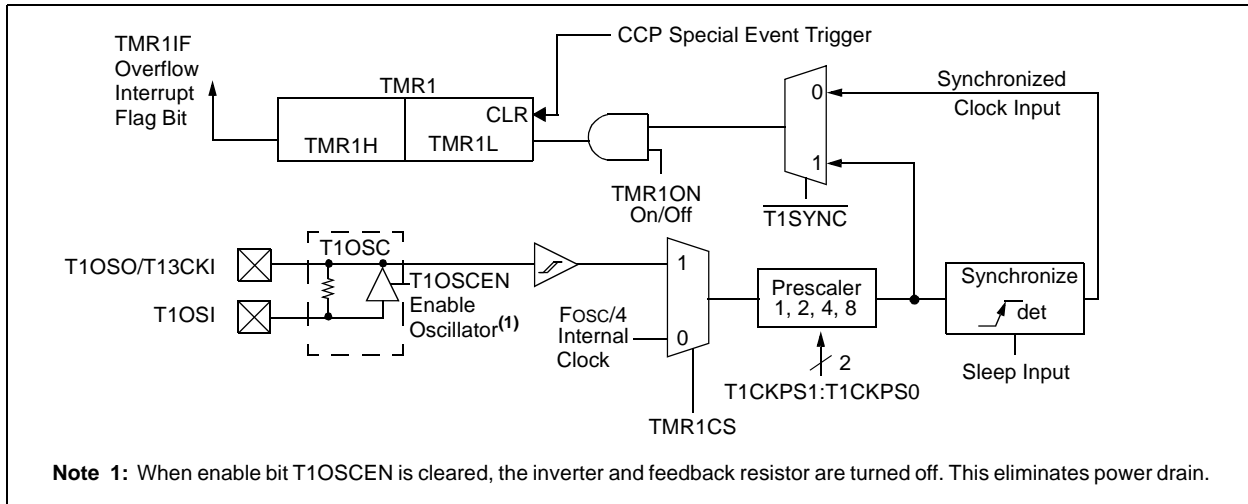 TMR1IF
Overflow
Interrupt
Flag Bit
CCP Special Event Trigger
TMR1
CLR
TMR1H
TMR1L
TMR1ON
On/Off
0
1
T1SYNC
Synchronized
Clock Input
T1OSO/T13CKI
T1OSI
T1OSC
T1OSCEN
Enable
Oscillator(1)
FOSC/4
Internal
Clock
1
0
TMR1CS
Prescaler
1, 2, 4, 8
2
T1CKPS1:T1CKPS0
Synchronize
det
Sleep Input
Note 1: When enable bit T1OSCEN is cleared, the inverter and feedback resistor are turned off. This eliminates power drain.